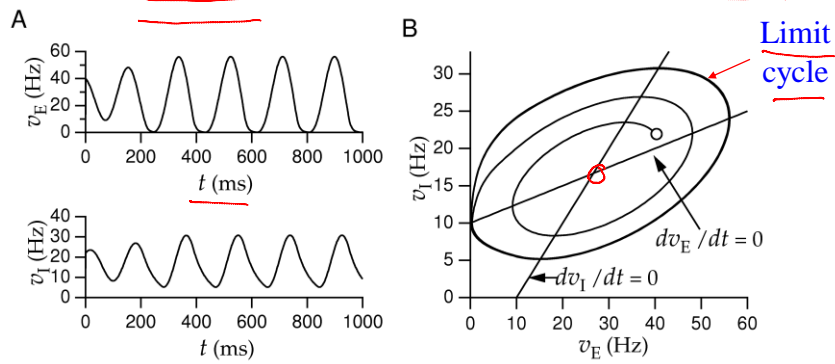 A
60
40
20
0
v_E (Hz)
0 200 400 600 800 1000
t (ms)
40
30
20
10
0
v_I (Hz)
0 200 400 600 800 1000
t (ms)
B
Limit
cycle
30
25
20
15
10
5
0
v_I (Hz)
dv_E /dt = 0
dv_I /dt = 0
0 10 20 30 40 50 60
v_E (Hz)